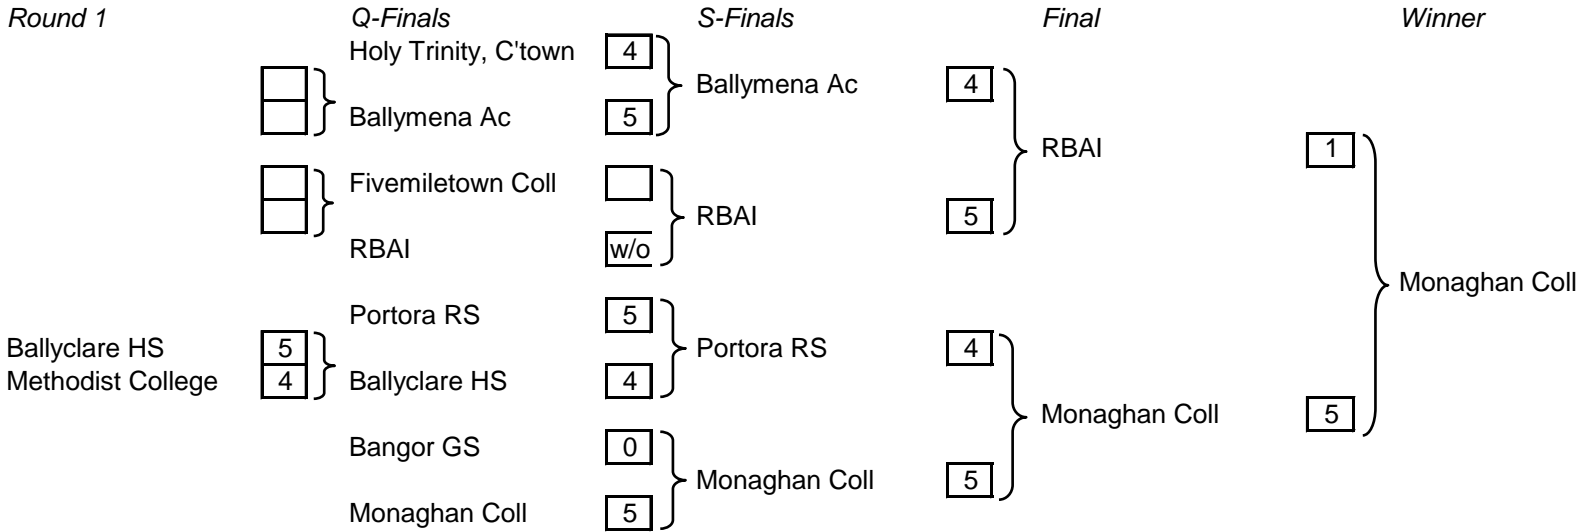 Round 1 Q-Finals S-Finals Final Winner
Holy Trinity, C'town 4
Ballymena Ac 4
Ballymena Ac 5
RBAI 1
Fivemiletown Coll
RBAI 5
RBAI w/o
Monaghan Coll
Portora RS 5
Ballyclare HS 5 Portora RS 4
Methodist College 4 Ballyclare HS 4
Monaghan Coll 5
Bangor GS 0
Monaghan Coll 5
Monaghan Coll 5